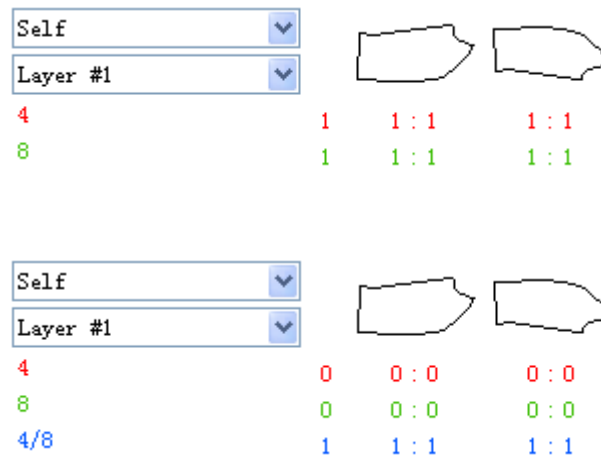 Self
Layer #1
4 1 1 : 1 1 : 1
8 1 1 : 1 1 : 1
Self
Layer #1
4 0 0 : 0 0 : 0
8 0 0 : 0 0 : 0
4/8 1 1 : 1 1 : 1